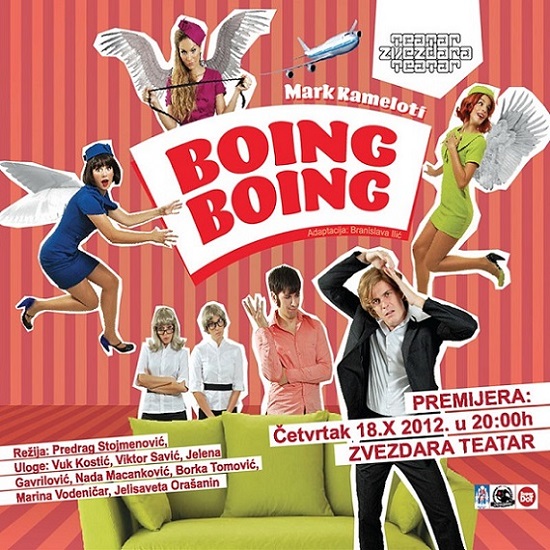 teatar
zvezdara
teatar
Mark Kameloti
BOING
BOING
Adaptacija: Branislava Ilić
PREMIJERA:
Četvrtak 18.X 2012. u 20:00h
ZVEZDARA TEATAR
Režija: Predrag Stojmenović,
Uloge: Vuk Kostić, Viktor Savić, Jelena
Gavrilović, Nada Macanković, Borka Tomović,
Marina Vodeničar, Jelisaveta Orašanin